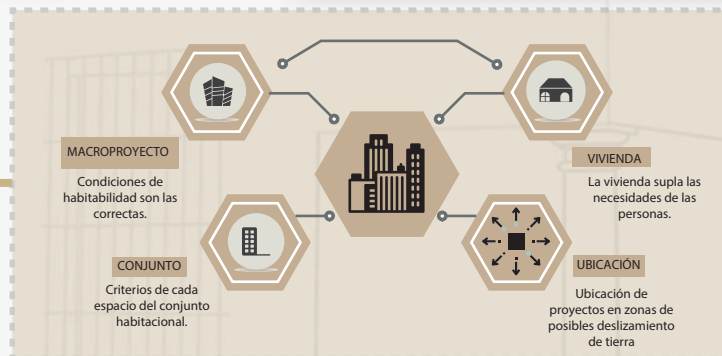 MACROPROYECTO
Condiciones de
habitabilidad son las
correctas.
VIVIENDA
La vivienda supla las
necesidades de las
personas.
CONJUNTO
Criterios de cada
espacio del conjunto
habitacional.
UBICACIÓN
Ubicación de
proyectos en zonas de
posibles deslizamiento
de tierra